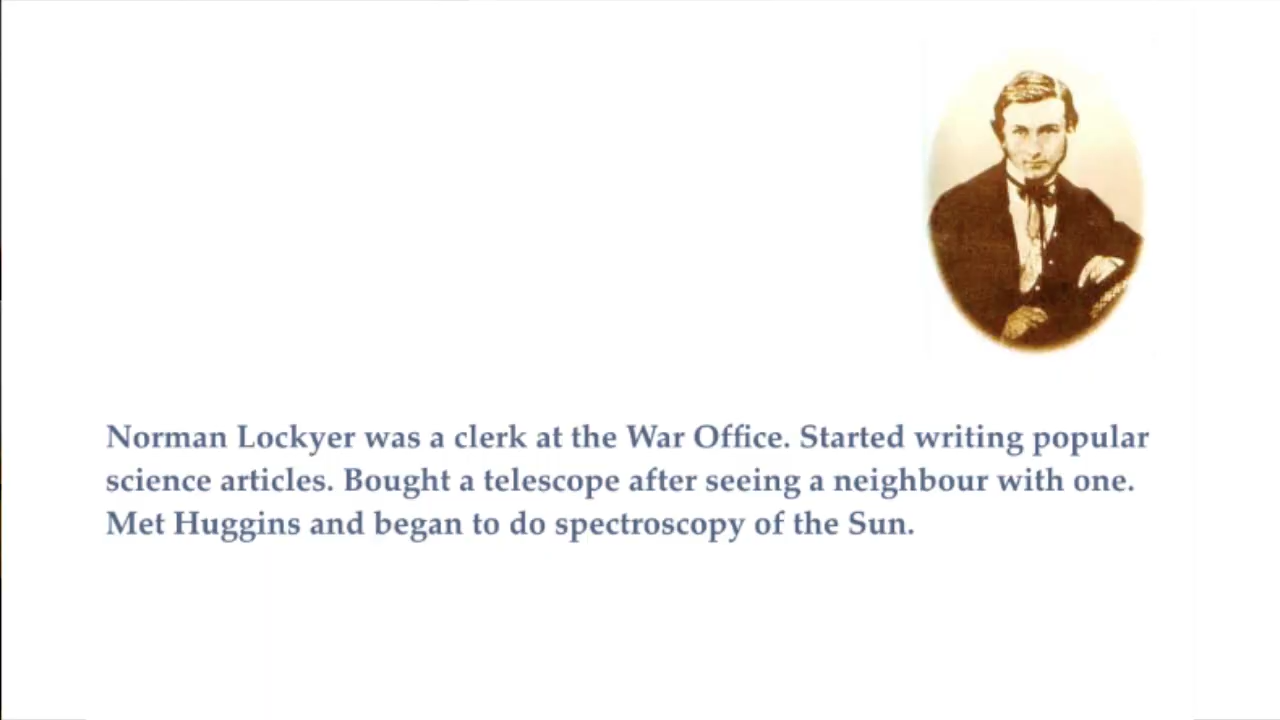 Norman Lockyer was a clerk at the War Office. Started writing popular
science articles. Bought a telescope after seeing a neighbour with one.
Met Huggins and began to do spectroscopy of the Sun.